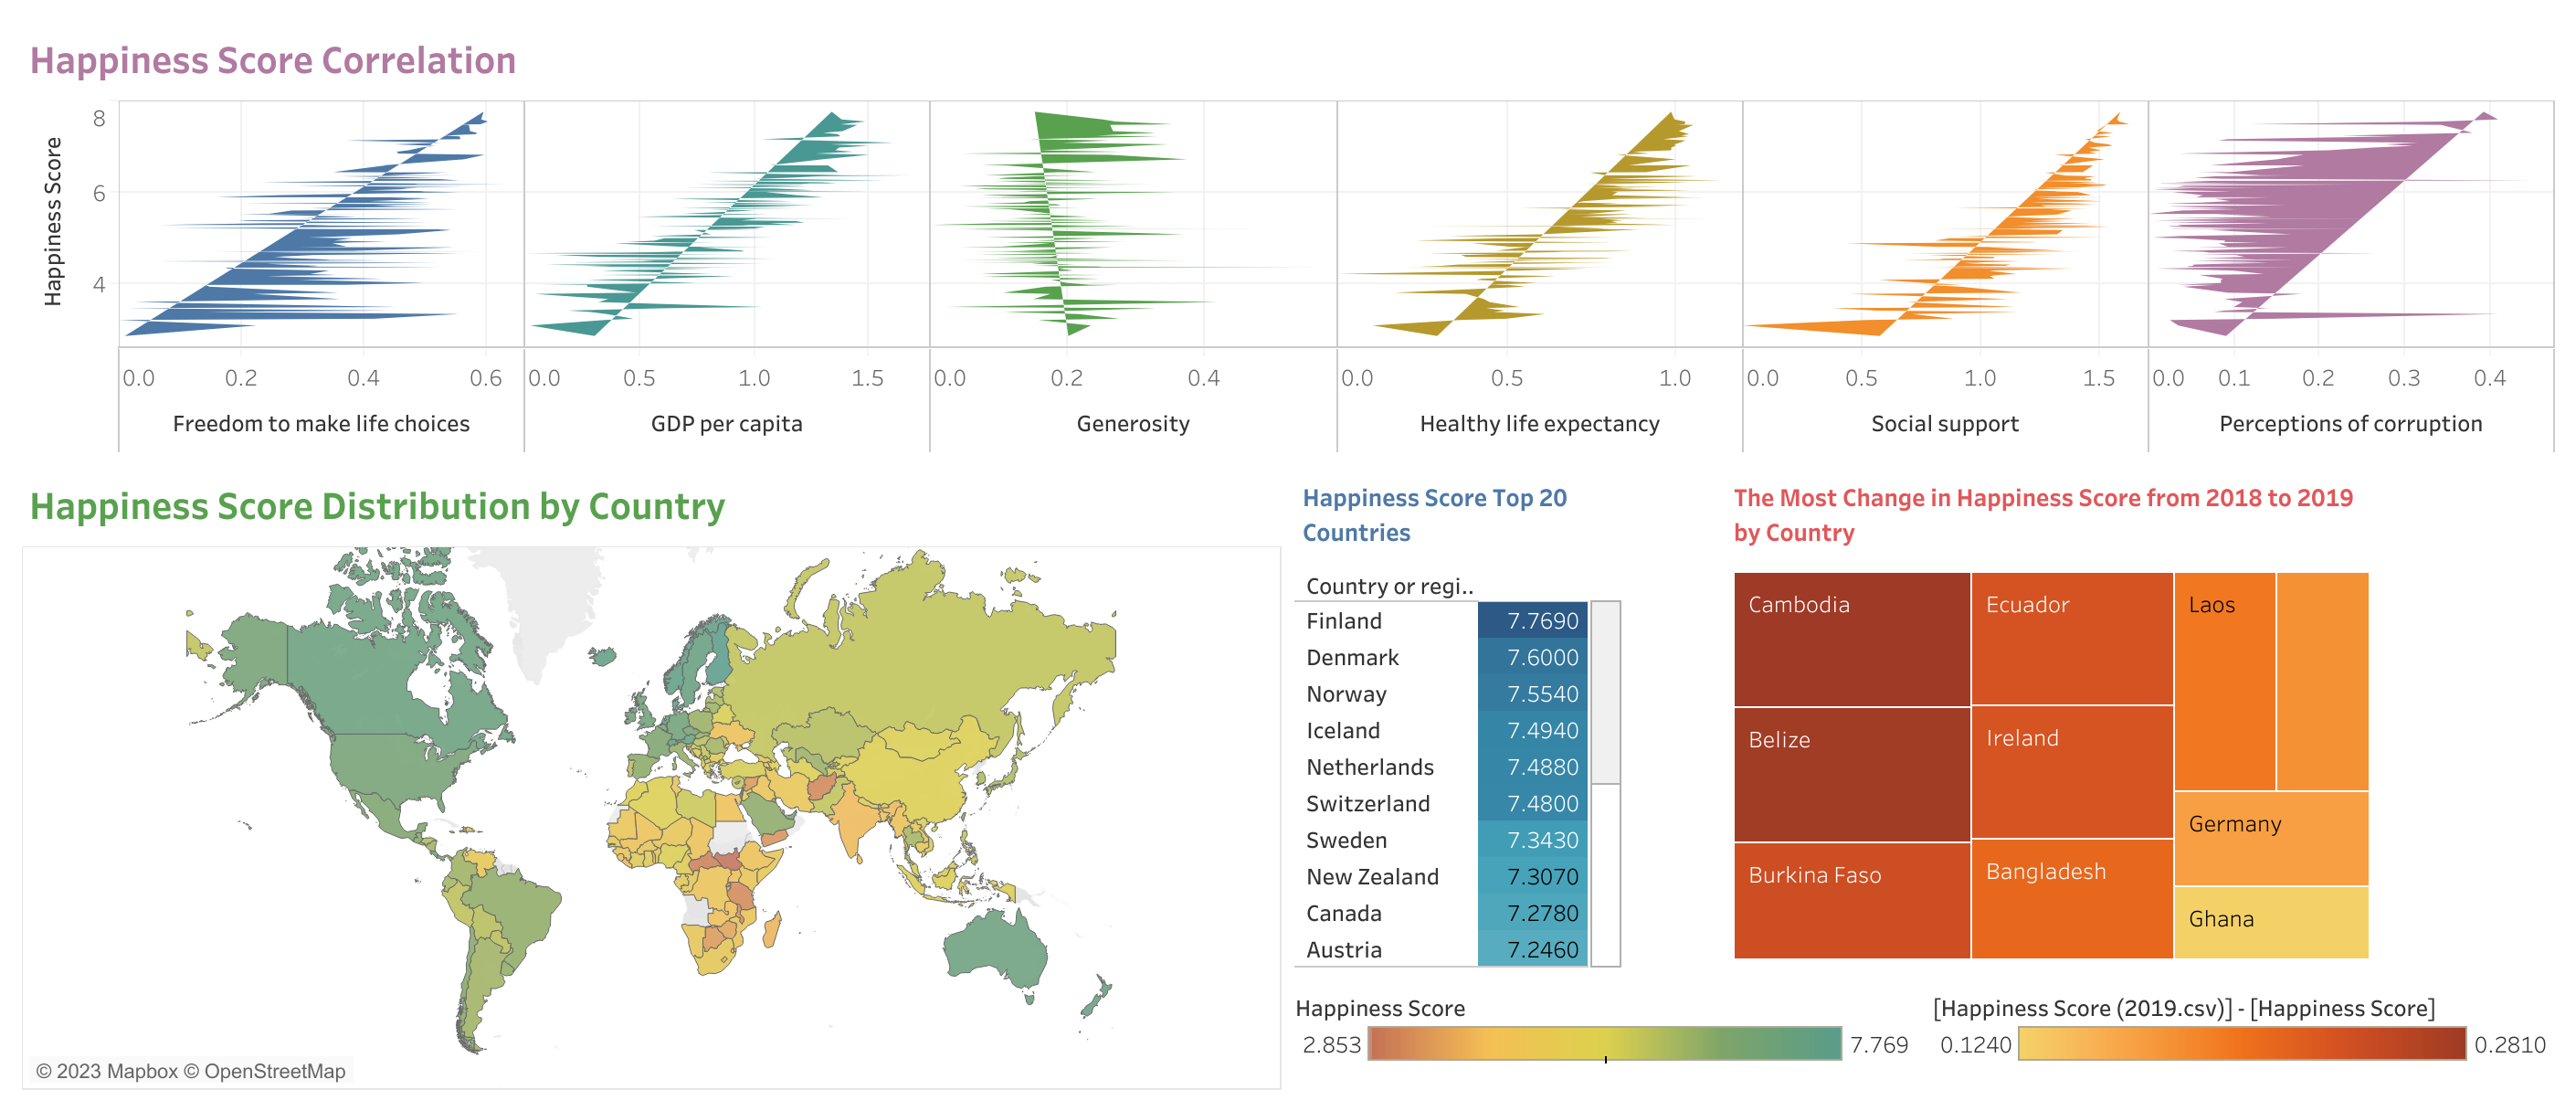 Happiness Score Correlation
Happiness Score
8
6
4
0.0 0.2 0.4 0.6 0.0 0.5 1.0 1.5 0.0 0.2 0.4 0.0 0.5 1.0 0.0 0.5 1.0 1.5 0.0 0.1 0.2 0.3 0.4
Freedom to make life choices GDP per capita Generosity Healthy life expectancy Social support Perceptions of corruption
Happiness Score Distribution by Country
© 2023 Mapbox © OpenStreetMap
Happiness Score Top 20
Countries
Country or regi..
Finland 7.7690
Denmark 7.6000
Norway 7.5540
Iceland 7.4940
Netherlands 7.4880
Switzerland 7.4800
Sweden 7.3430
New Zealand 7.3070
Canada 7.2780
Austria 7.2460
Happiness Score
2.853 7.769
The Most Change in Happiness Score from 2018 to 2019
by Country
Cambodia
Belize
Burkina Faso
Ecuador
Ireland
Bangladesh
Laos
Germany
Ghana
[Happiness Score (2019.csv)] - [Happiness Score]
0.1240 0.2810